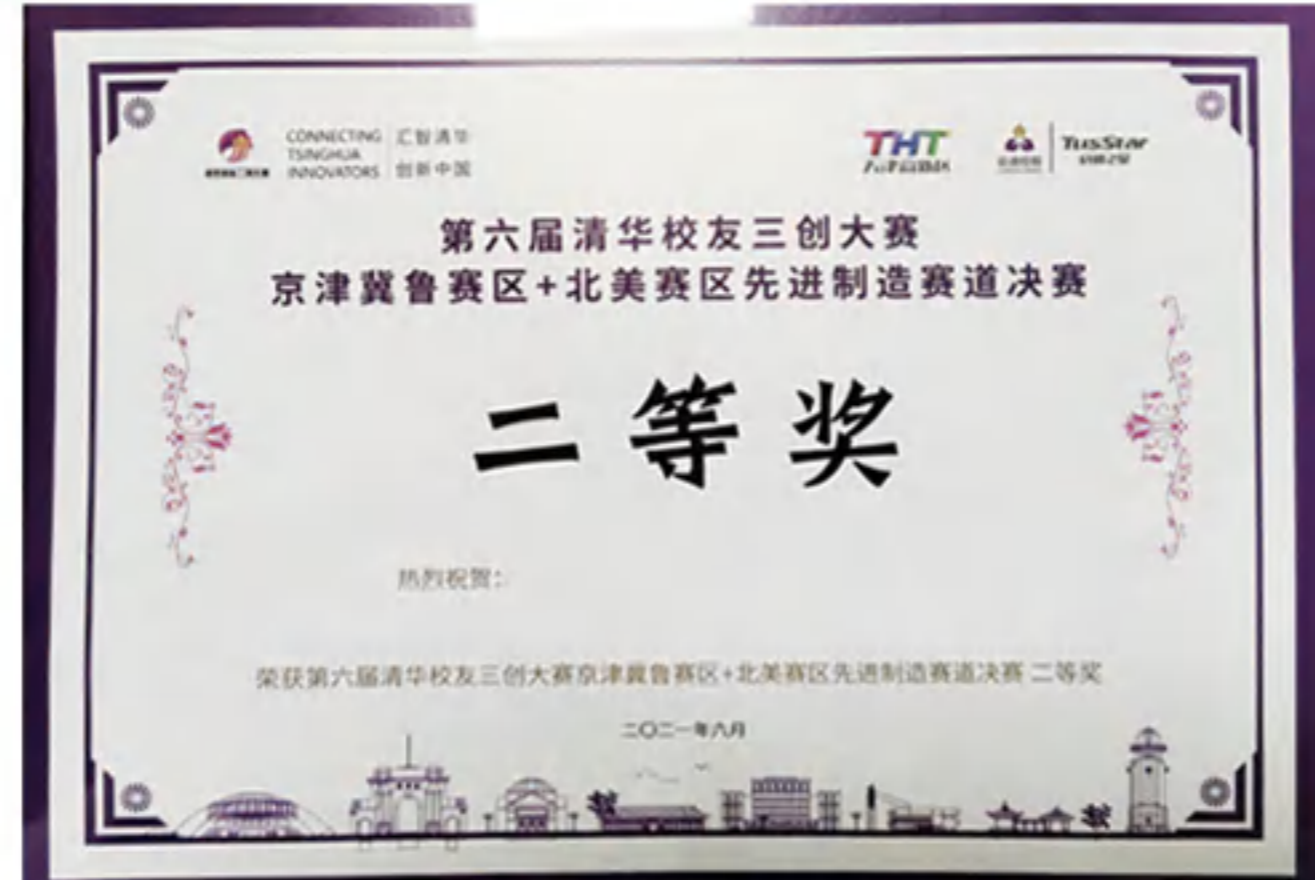 CONNECTING
TSINGHUA
INNOVATORS
汇智清华
创新中国
THT
TusStar
启迪之星
第六届清华校友三创大赛
京津冀鲁赛区+北美赛区先进制造赛道决赛
二等奖
热烈祝贺：
荣获第六届清华校友三创大赛京津冀鲁赛区+北美赛区先进制造赛道决赛 二等奖
二〇二一年六月